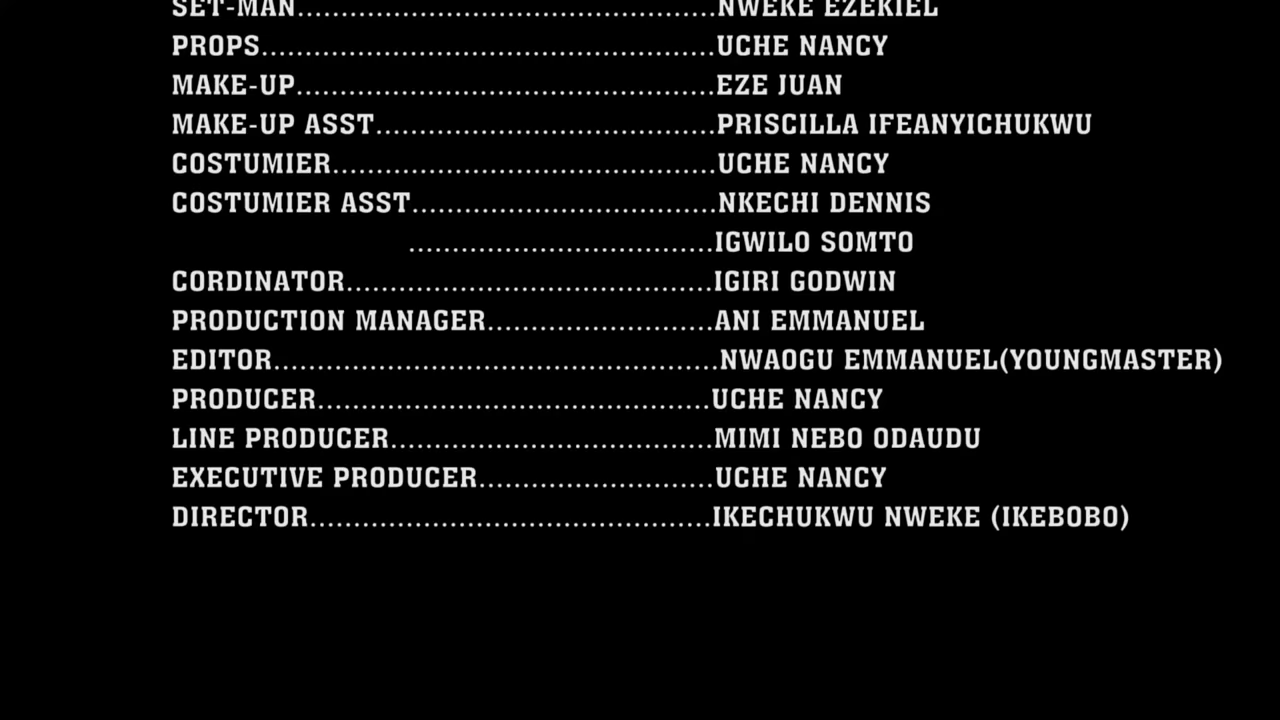 SET-MAN................................................NWEKE EZEKIEL
PROPS....................................................UCHE NANCY
MAKE-UP................................................EZE JUAN
MAKE-UP ASST.......................................PRISCILLA IFEANYICHUKWU
COSTUMIER............................................UCHE NANCY
COSTUMIER ASST...................................NKECHI DENNIS
...................................IGWILO SOMTO
CORDINATOR..........................................IGIRI GODWIN
PRODUCTION MANAGER..........................ANI EMMANUEL
EDITOR...................................................NWAOGU EMMANUEL(YOUNGMASTER)
PRODUCER.............................................UCHE NANCY
LINE PRODUCER.....................................MIMI NEBO ODAUDU
EXECUTIVE PRODUCER...........................UCHE NANCY
DIRECTOR..............................................IKECHUKWU NWEKE (IKEBOBO)